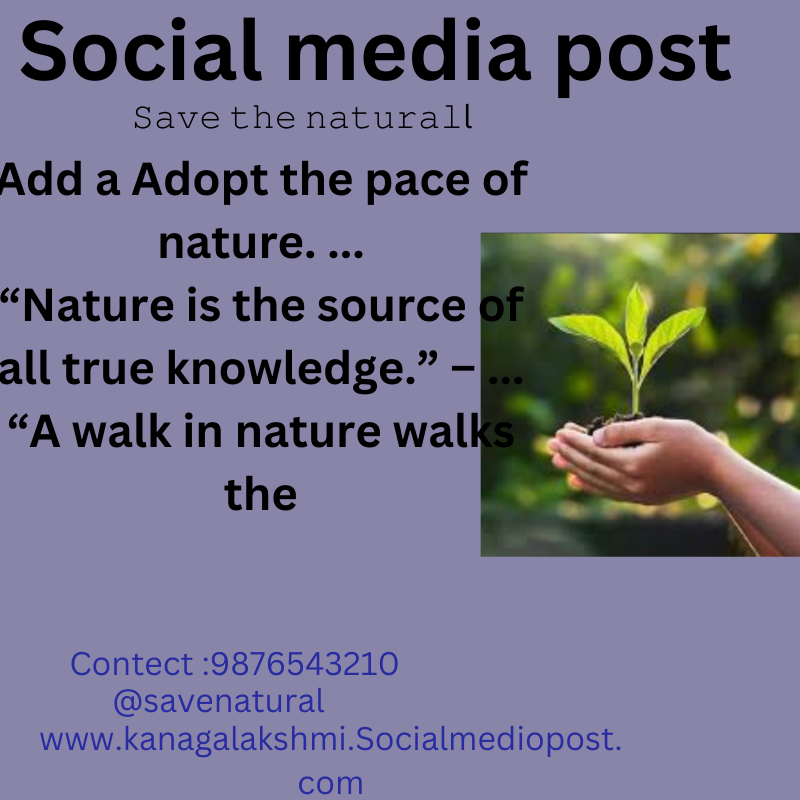 Social media post
Save the naturall
Add a Adopt the pace of
nature. ...
“Nature is the source of
all true knowledge.” – ...
“A walk in nature walks
the
Contect :9876543210
@savenatural
www.kanagalakshmi.Socialmediopost.
com